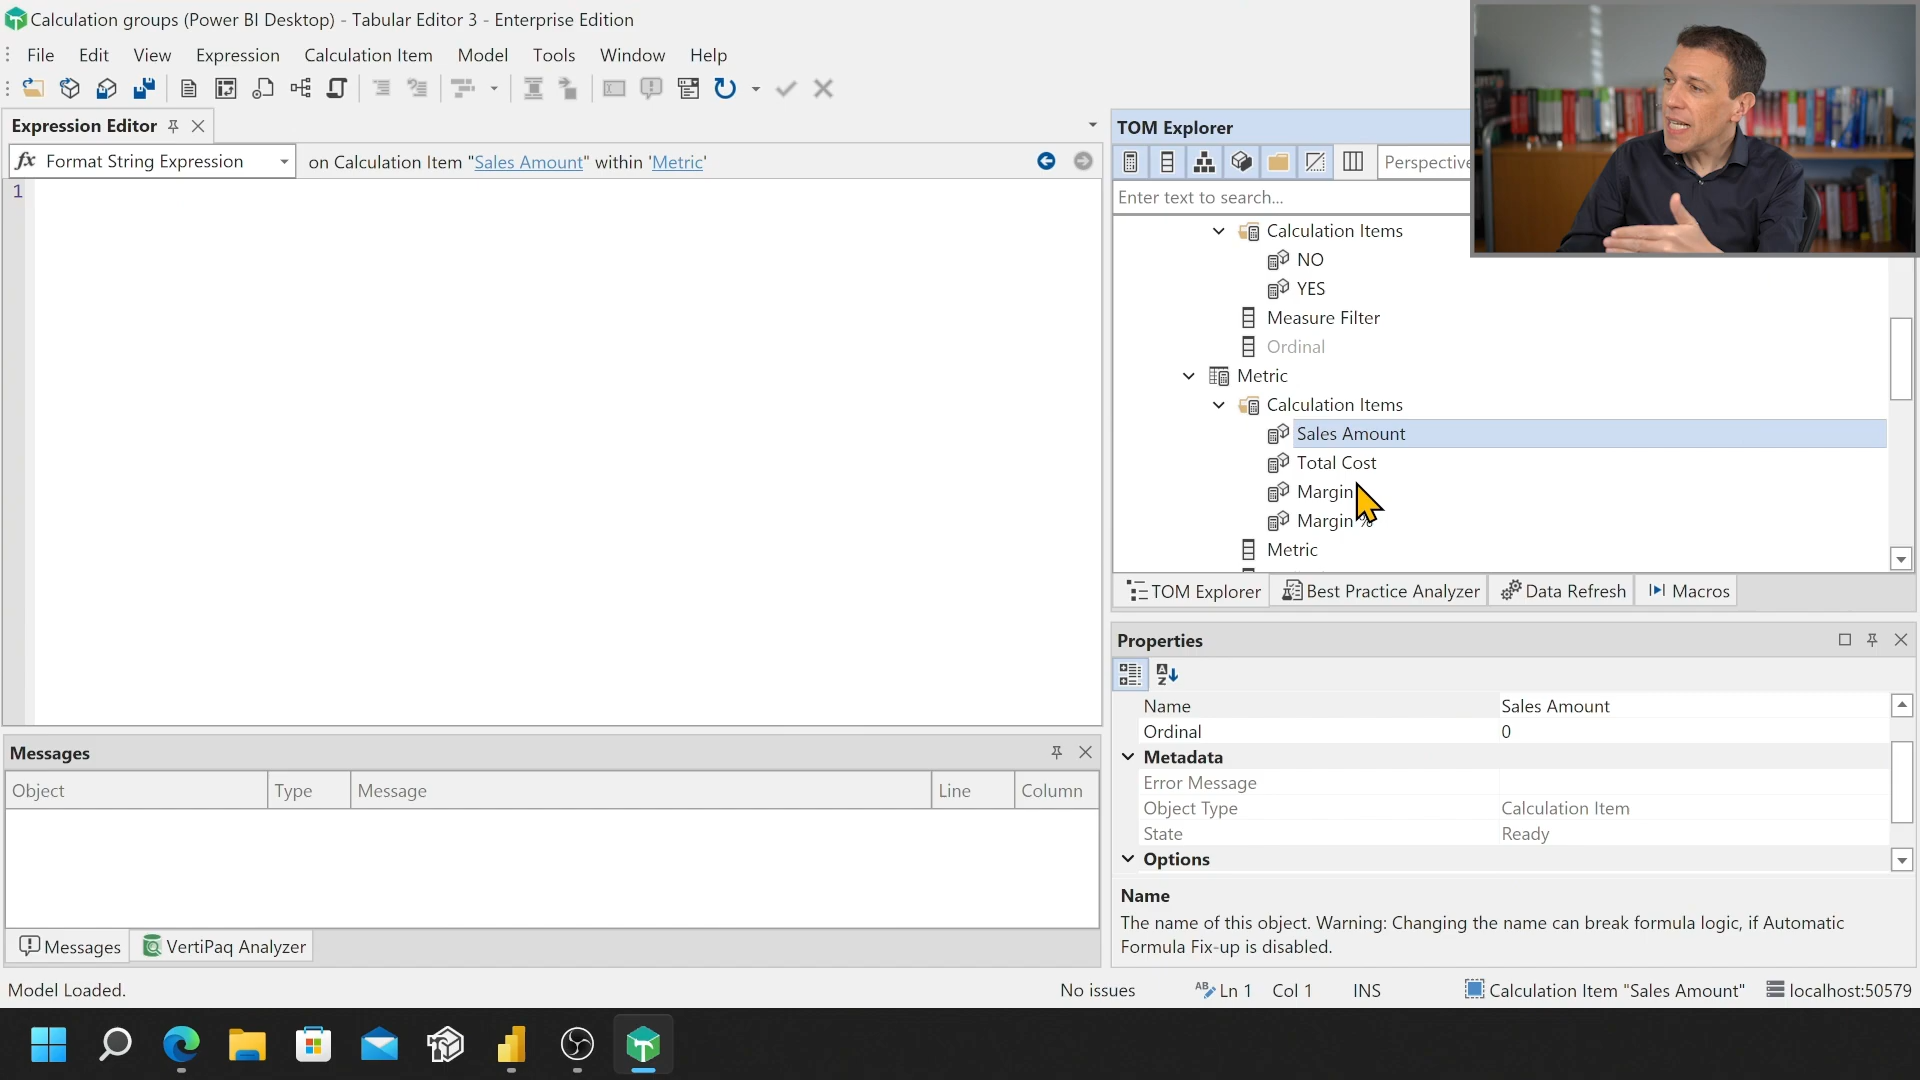 Calculation groups (Power BI Desktop) - Tabular Editor 3 - Enterprise Edition
File Edit View Expression Calculation Item Model Tools Window Help
Expression Editor
TOM Explorer
fx Format String Expression on Calculation Item "Sales Amount" within 'Metric'
Perspective
1
Enter text to search...
Calculation Items
NO
YES
Measure Filter
Ordinal
Metric
Calculation Items
Sales Amount
Total Cost
Margin
Margin %
Metric
TOM Explorer Best Practice Analyzer Data Refresh Macros
Properties
Name Sales Amount
Ordinal 0
Metadata
Error Message
Object Type Calculation Item
State Ready
Options
Name
The name of this object. Warning: Changing the name can break formula logic, if Automatic
Formula Fix-up is disabled.
Messages
Object Type Message Line Column
Messages VertiPaq Analyzer
Model Loaded. No issues Ln 1 Col 1 INS Calculation Item "Sales Amount" localhost:50579